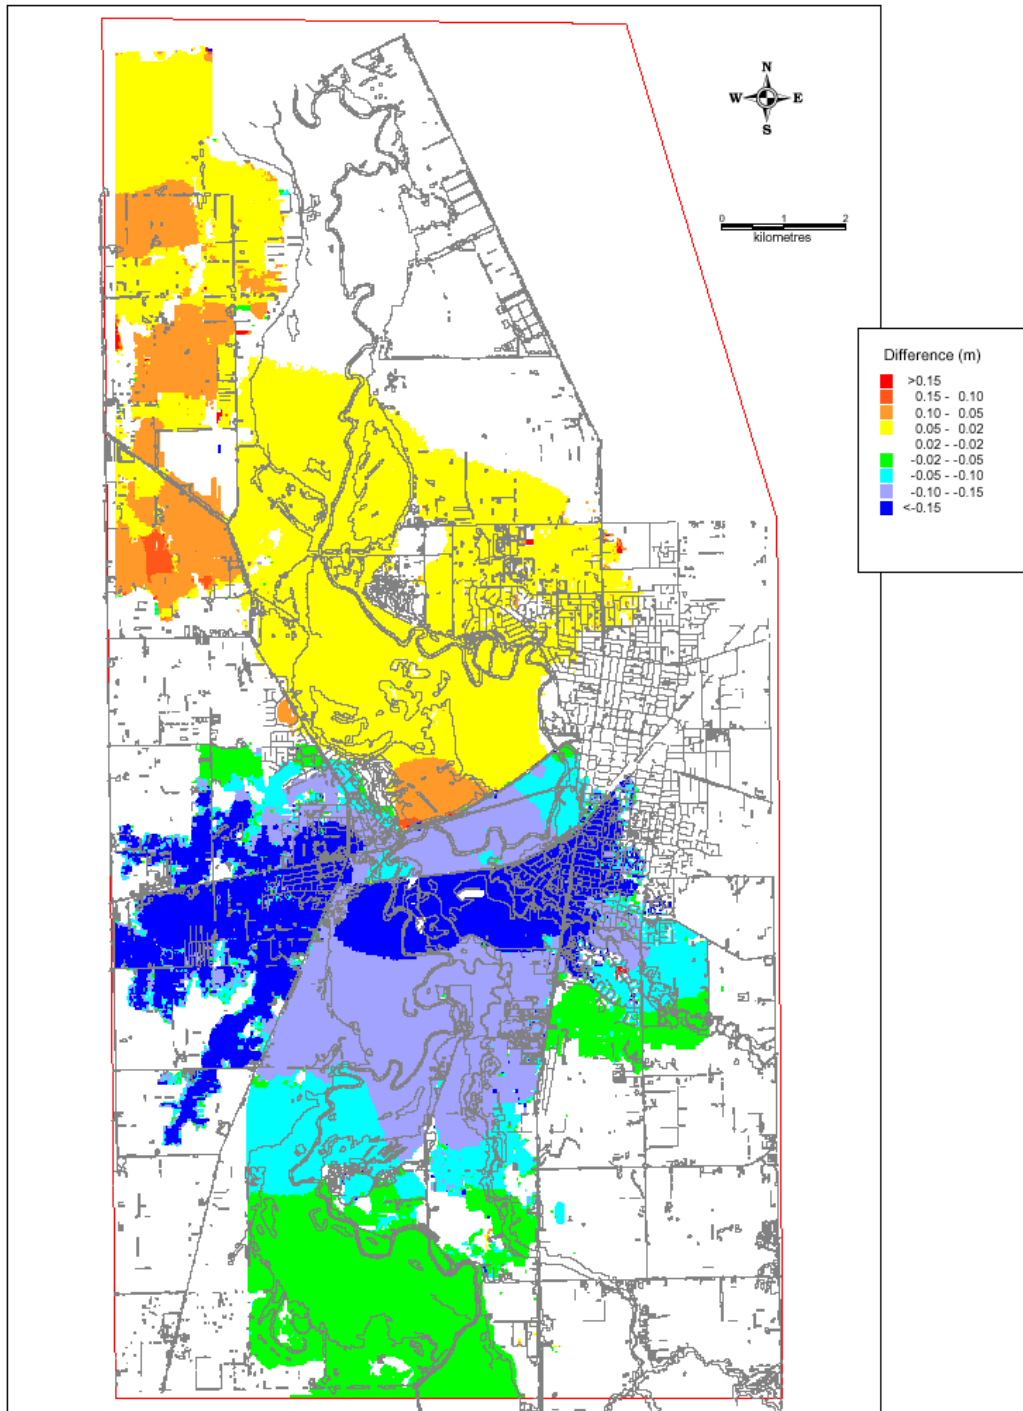 N
W E
S
0 1 2
kilometres
Difference (m)
>0.15
0.15 - 0.10
0.10 - 0.05
0.05 - 0.02
0.02 - -0.02
-0.02 - -0.05
-0.05 - -0.10
-0.10 - -0.15
<-0.15